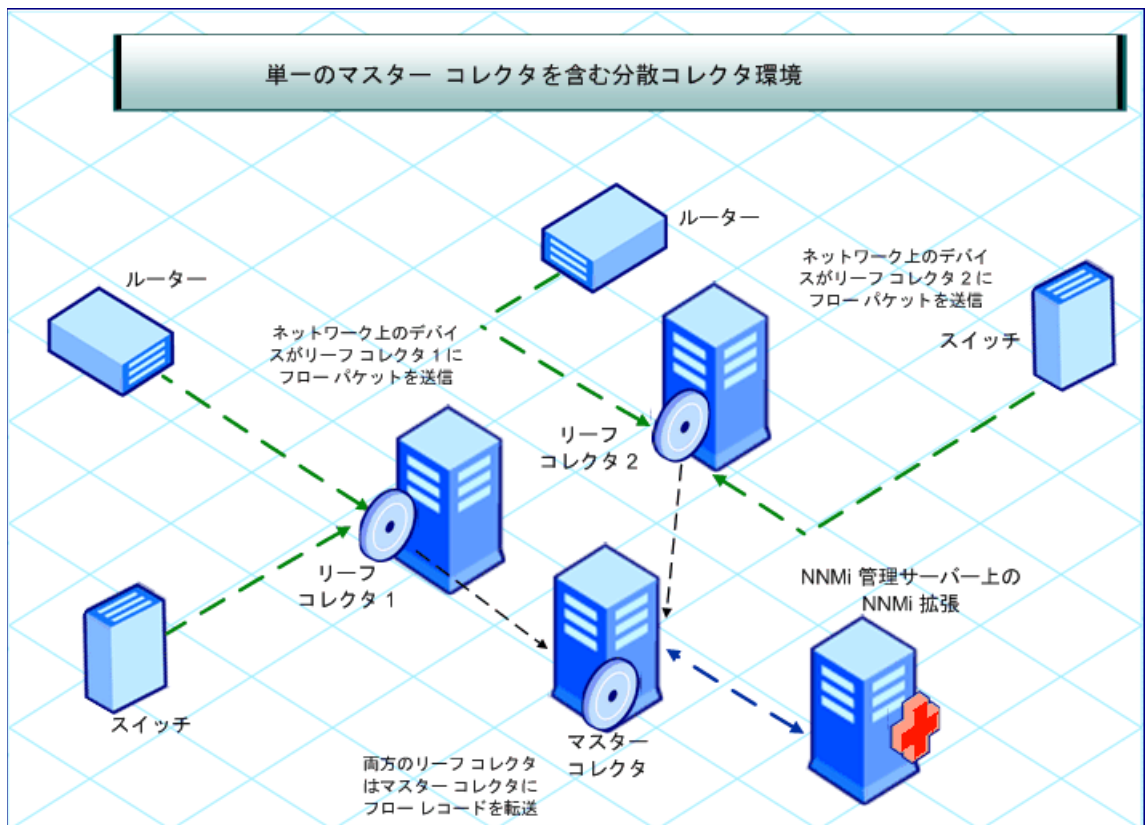 単一のマスター コレクタを含む分散コレクタ環境
ルーター
ルーター
ネットワーク上のデバイ
スがリーフ コレクタ 2 に
フロー パケットを送信
スイッチ
ネットワーク上のデバイ
スがリーフ コレクタ 1 に
フロー パケットを送信
リーフ
コレクタ 2
リーフ
コレクタ 1
NNMi 管理サーバー上の
NNMi 拡張
スイッチ
マスター
コレクタ
両方のリーフ コレクタ
はマスター コレクタに
フロー レコードを転送